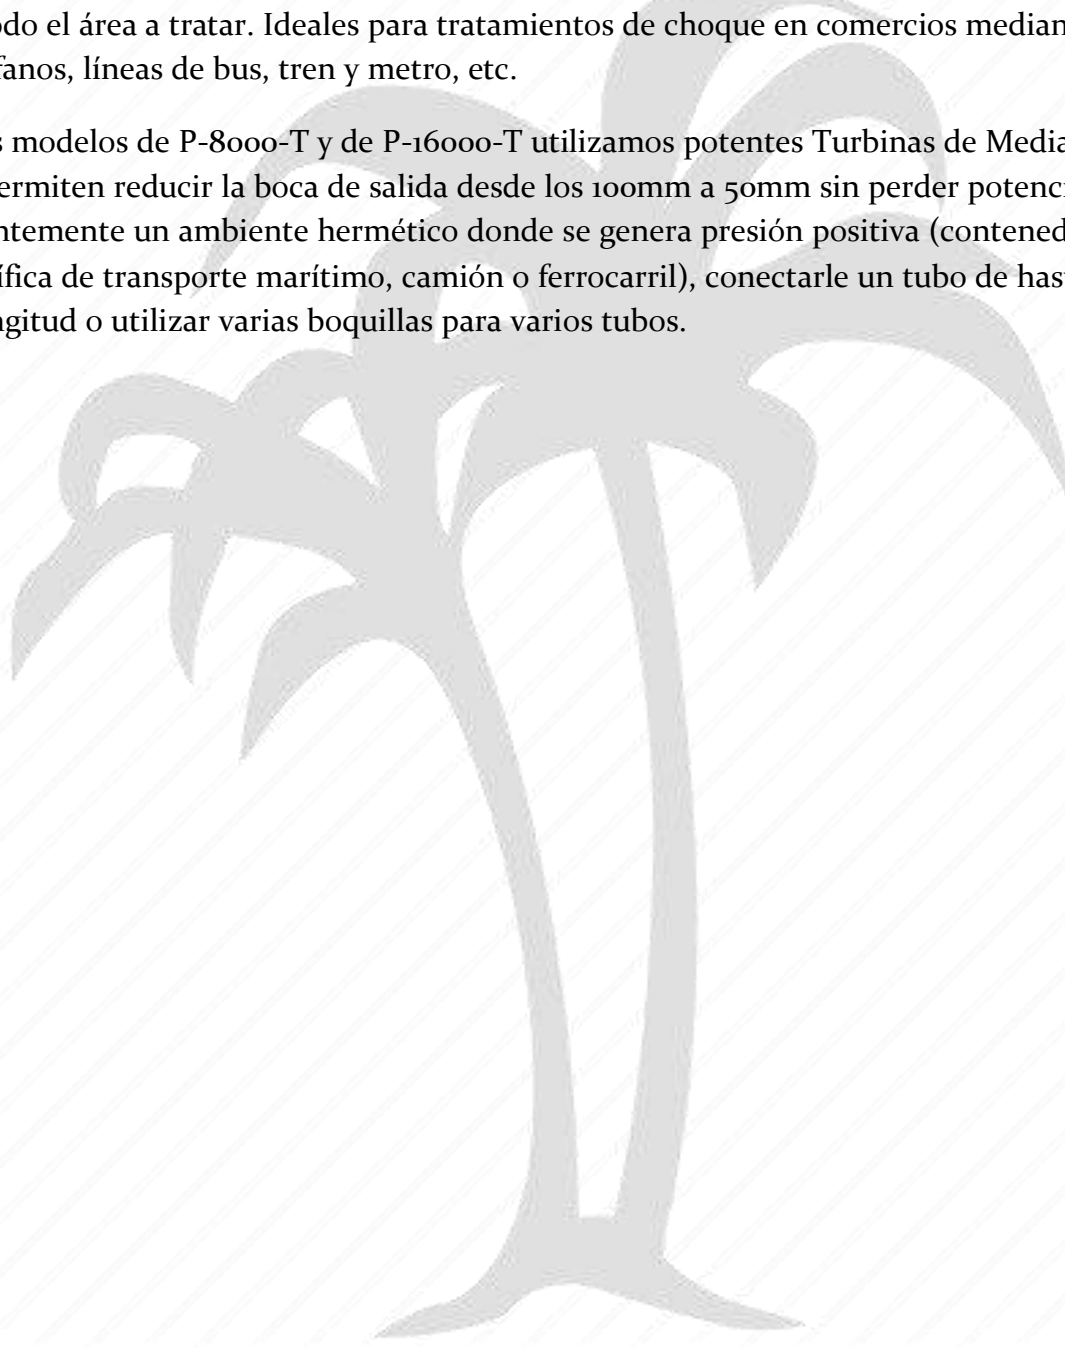 odo el área a tratar. Ideales para tratamientos de choque en comercios median
fanos, líneas de bus, tren y metro, etc.
s modelos de P-8000-T y de P-16000-T utilizamos potentes Turbinas de Media
permiten reducir la boca de salida desde los 100mm a 50mm sin perder potenci
ntemente un ambiente hermético donde se genera presión positiva (contened
ífica de transporte marítimo, camión o ferrocarril), conectarle un tubo de has
ngitud o utilizar varias boquillas para varios tubos.